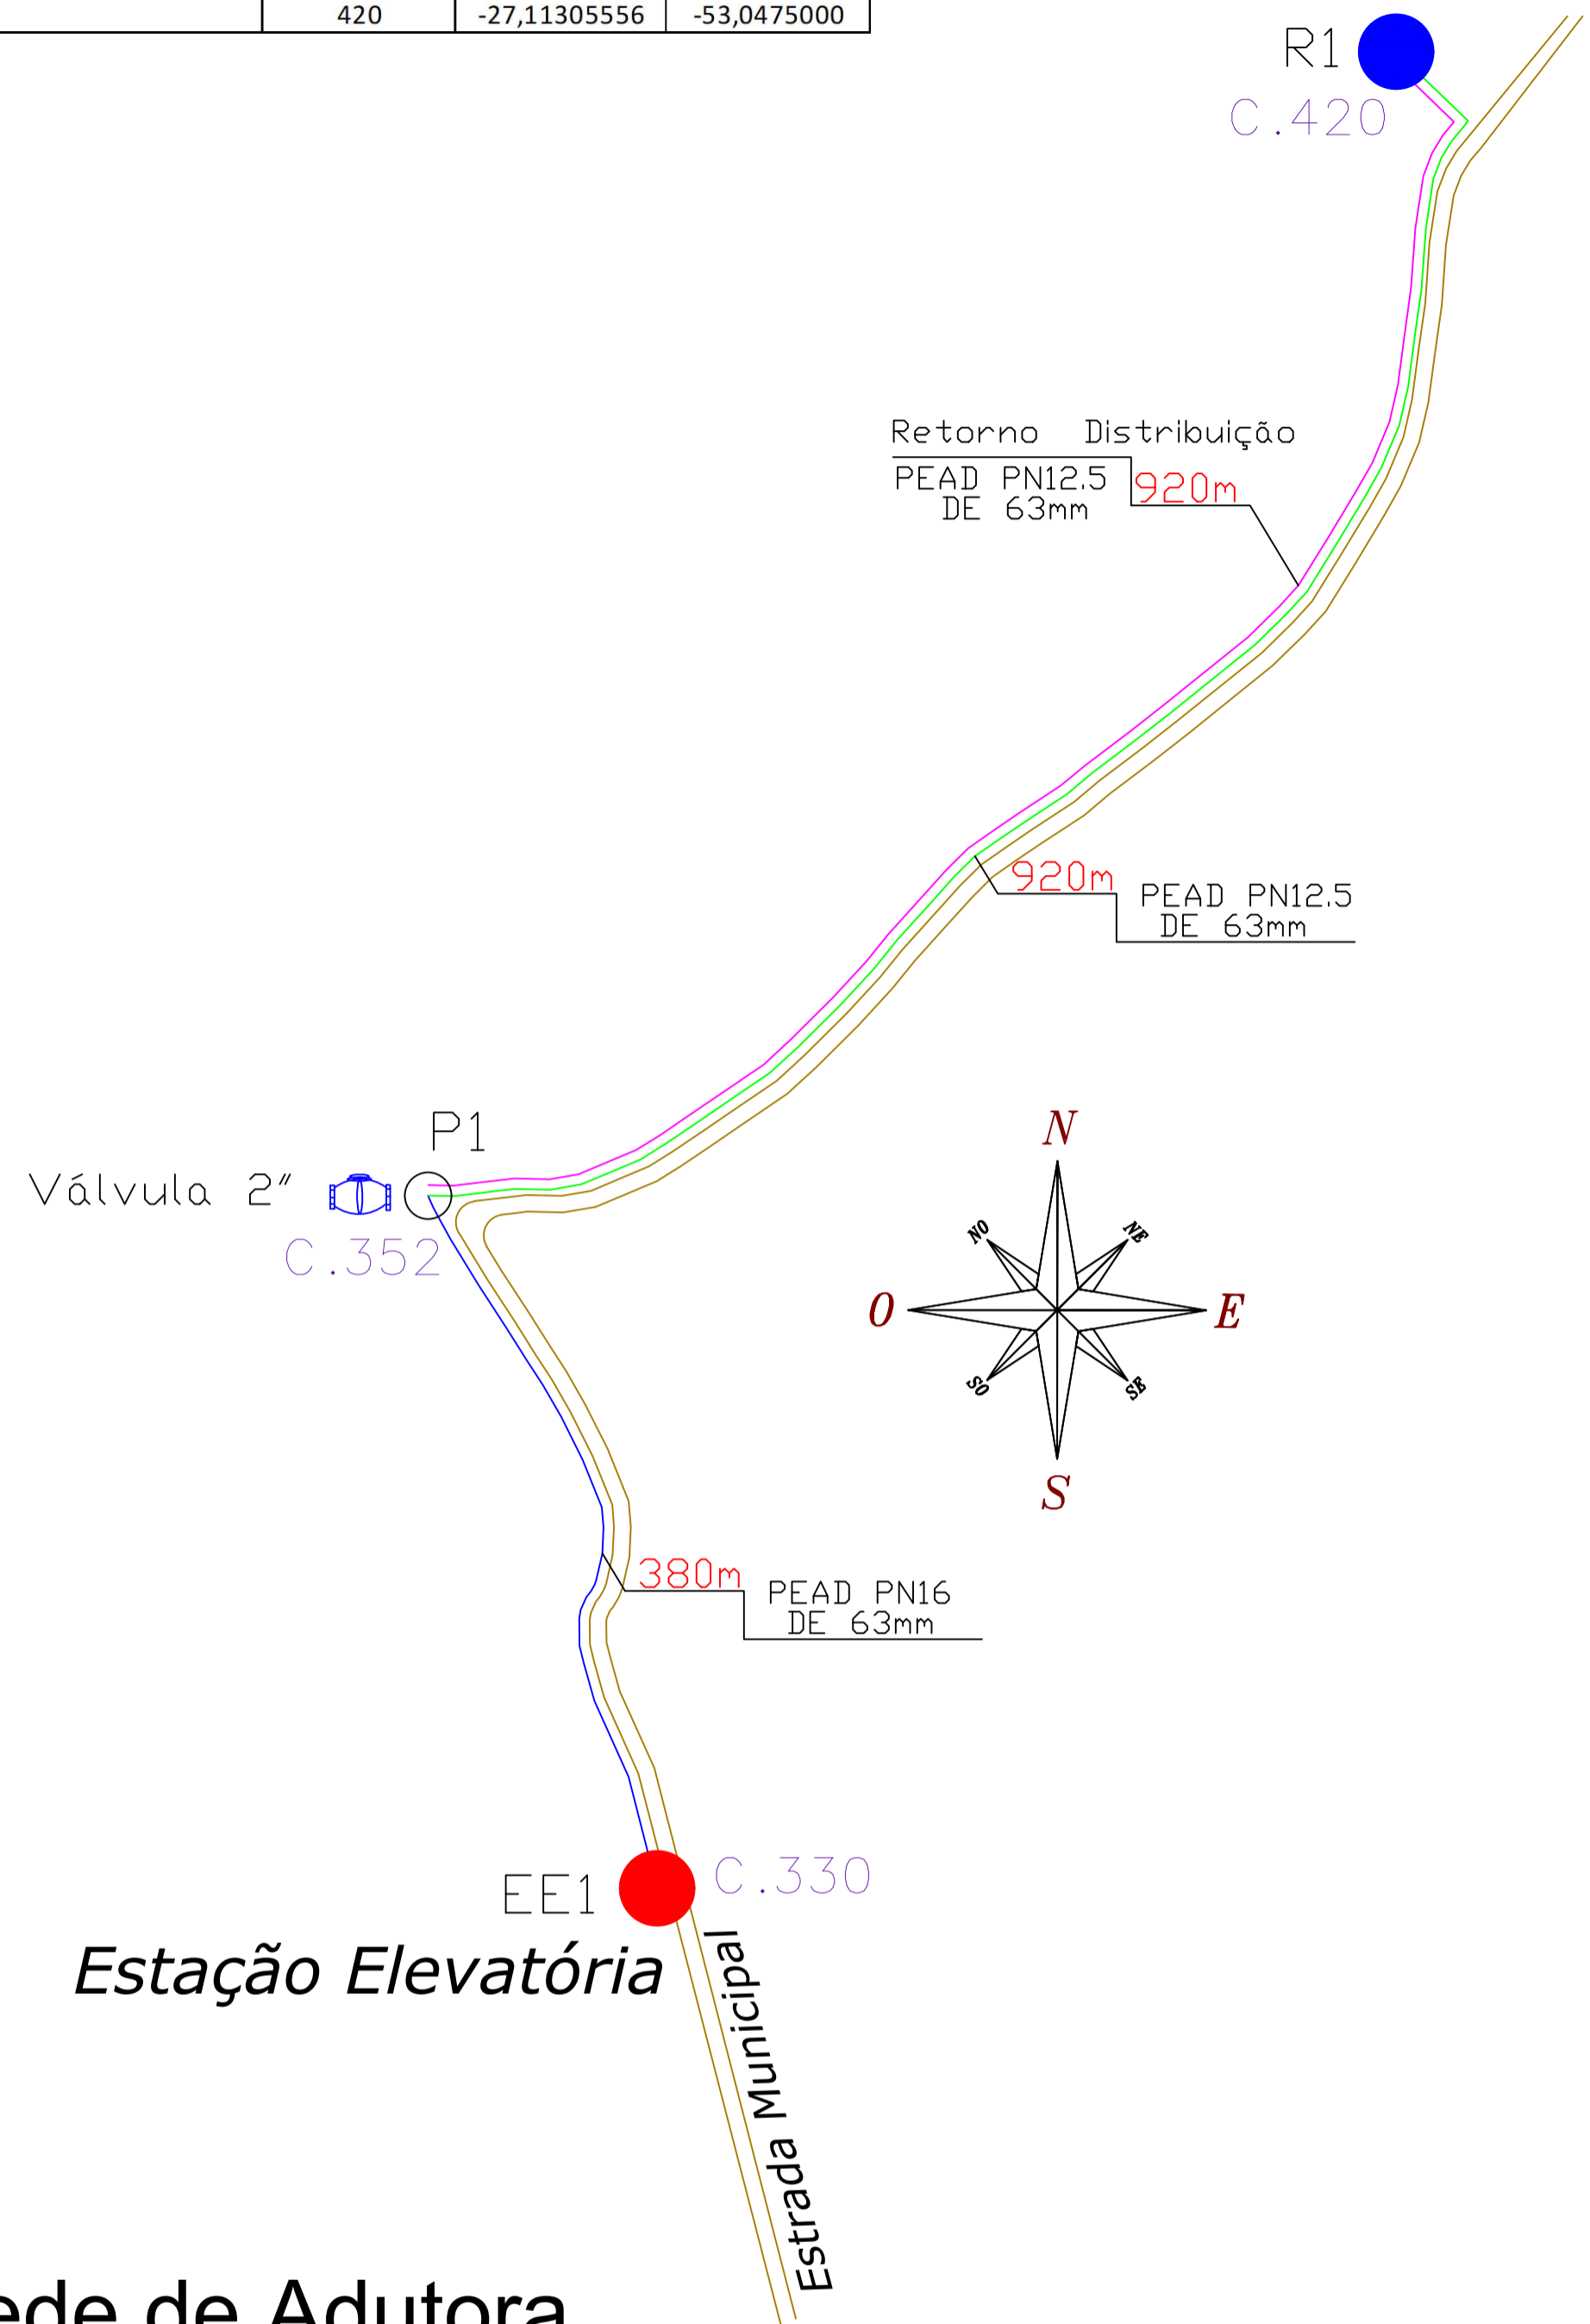 420 -27,11305556 -53,0475000
R1
C.420
Retorno Distribuição
PEAD PN12.5
DE 63mm
920m
920m
PEAD PN12.5
DE 63mm
P1
Válvula 2"
C.352
N
NO
NE
O
E
SO
SE
S
380m
PEAD PN16
DE 63mm
EE1
C.330
Estação Elevatória
Estrada Municipal
de Adutora